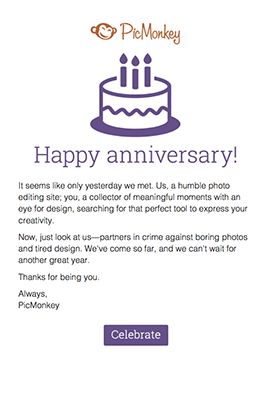 PicMonkey
Happy anniversary!
It seems like only yesterday we met. Us, a humble photo
editing site; you, a collector of meaningful moments with an
eye for design, searching for that perfect tool to express your
creativity.
Now, just look at us—partners in crime against boring photos
and tired design. We've come so far, and we can't wait for
another great year.
Thanks for being you.
Always,
PicMonkey
Celebrate